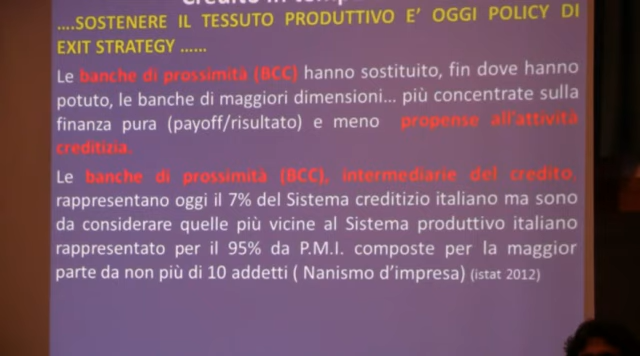 ....SOSTENERE IL TESSUTO PRODUTTIVO E' OGGI POLICY DI
EXIT STRATEGY ......
Le banche di prossimità (BCC) hanno sostituito, fin dove hanno
potuto, le banche di maggiori dimensioni... più concentrate sulla
finanza pura (payoff/risultato) e meno propense all'attività
creditizia.
Le banche di prossimità (BCC), intermediarie del credito,
rappresentano oggi il 7% del Sistema creditizio italiano ma sono
da considerare quelle più vicine al Sistema produttivo italiano
rappresentato per il 95% da P.M.I. composte per la maggior
parte da non più di 10 addetti ( Nanismo d'impresa) (istat 2012)